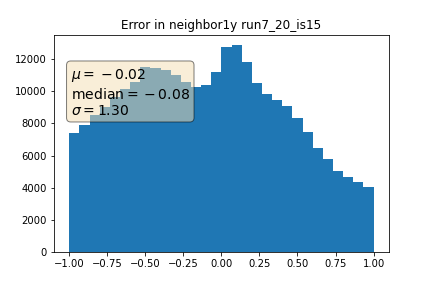 Error in neighbor1y run7_20_is15
12000
10000
8000
6000
4000
2000
0
μ = −0.02
median = −0.08
σ = 1.30
−1.00 −0.75 −0.50 −0.25 0.00 0.25 0.50 0.75 1.00